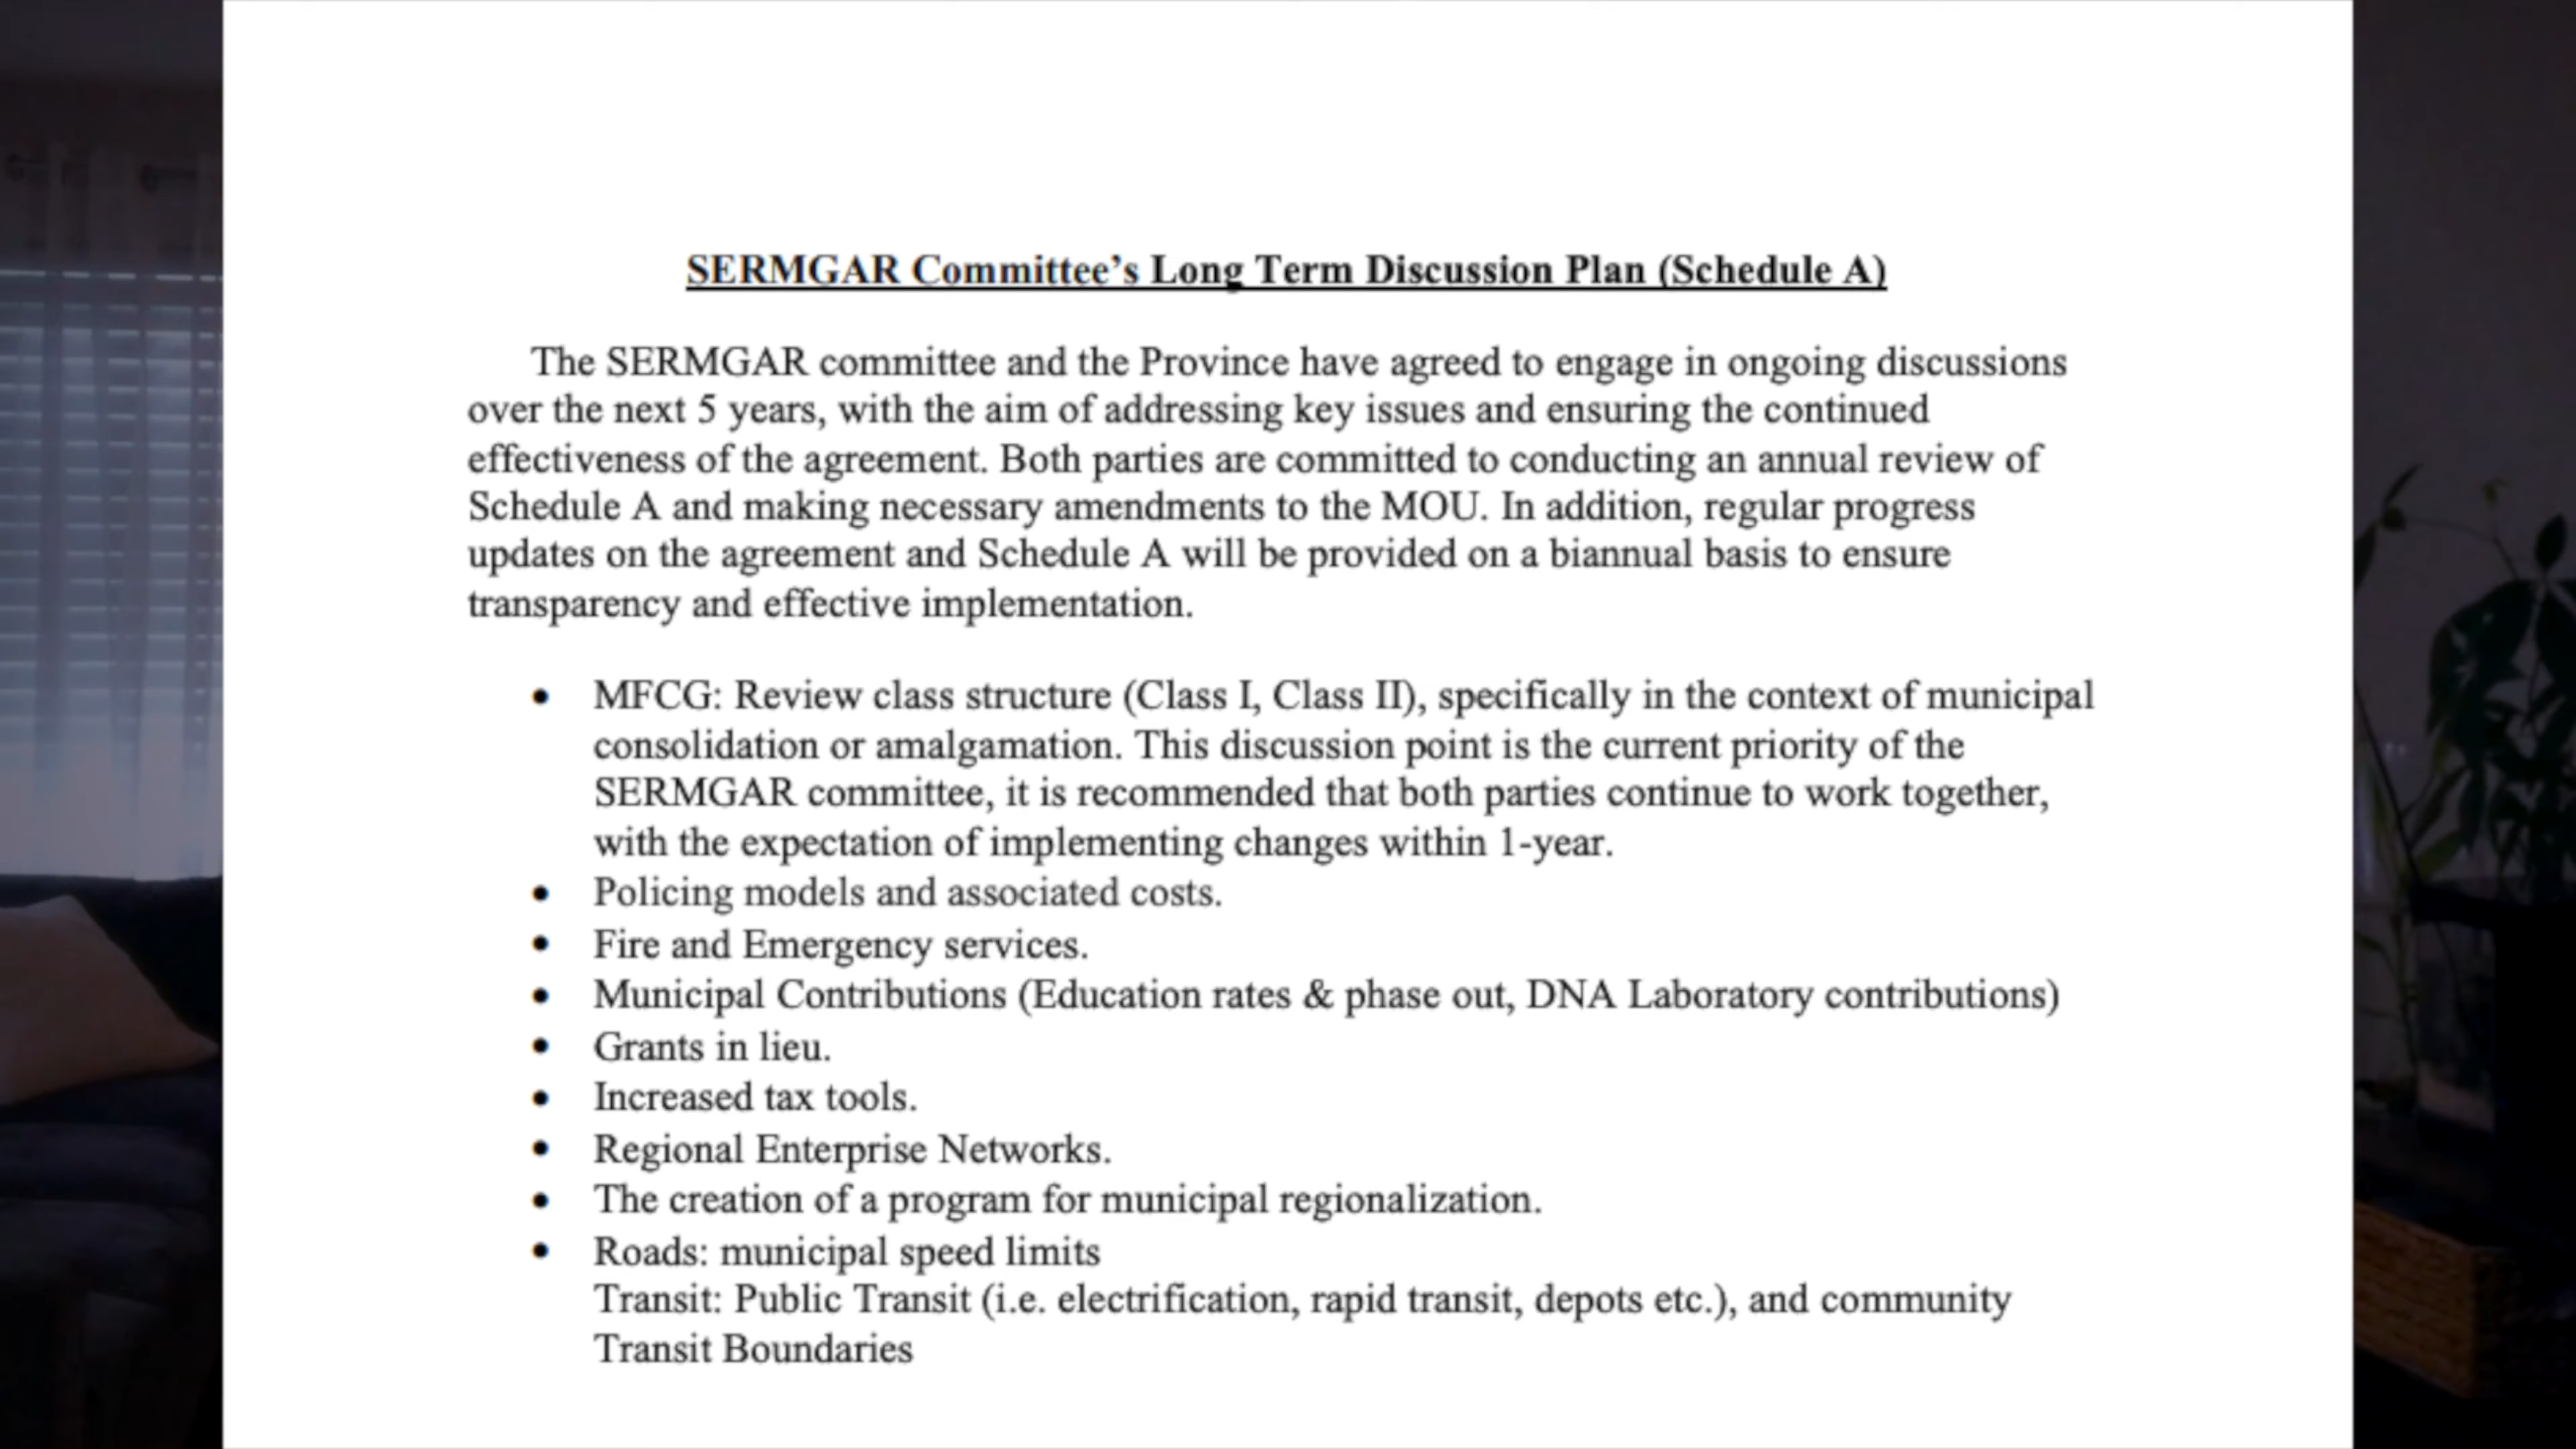 SERMGAR Committee’s Long Term Discussion Plan (Schedule A)
The SERMGAR committee and the Province have agreed to engage in ongoing discussions
over the next 5 years, with the aim of addressing key issues and ensuring the continued
effectiveness of the agreement. Both parties are committed to conducting an annual review of
Schedule A and making necessary amendments to the MOU. In addition, regular progress
updates on the agreement and Schedule A will be provided on a biannual basis to ensure
transparency and effective implementation.
• MFCG: Review class structure (Class I, Class II), specifically in the context of municipal
consolidation or amalgamation. This discussion point is the current priority of the
SERMGAR committee, it is recommended that both parties continue to work together,
with the expectation of implementing changes within 1-year.
• Policing models and associated costs.
• Fire and Emergency services.
• Municipal Contributions (Education rates & phase out, DNA Laboratory contributions)
• Grants in lieu.
• Increased tax tools.
• Regional Enterprise Networks.
• The creation of a program for municipal regionalization.
• Roads: municipal speed limits
Transit: Public Transit (i.e. electrification, rapid transit, depots etc.), and community
Transit Boundaries